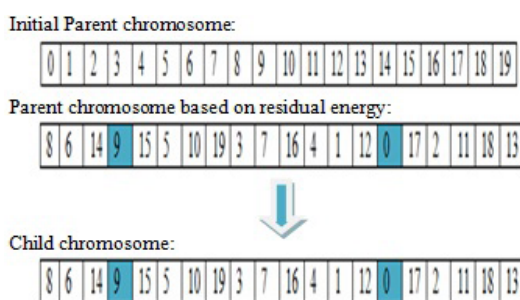 Initial Parent chromosome:
0 1 2 3 4 5 6 7 8 9 10 11 12 13 14 15 16 17 18 19
Parent chromosome based on residual energy:
8 6 14 9 15 5 10 19 3 7 16 4 1 12 0 17 2 11 18 13
Child chromosome:
8 6 14 9 15 5 10 19 3 7 16 4 1 12 0 17 2 11 18 13